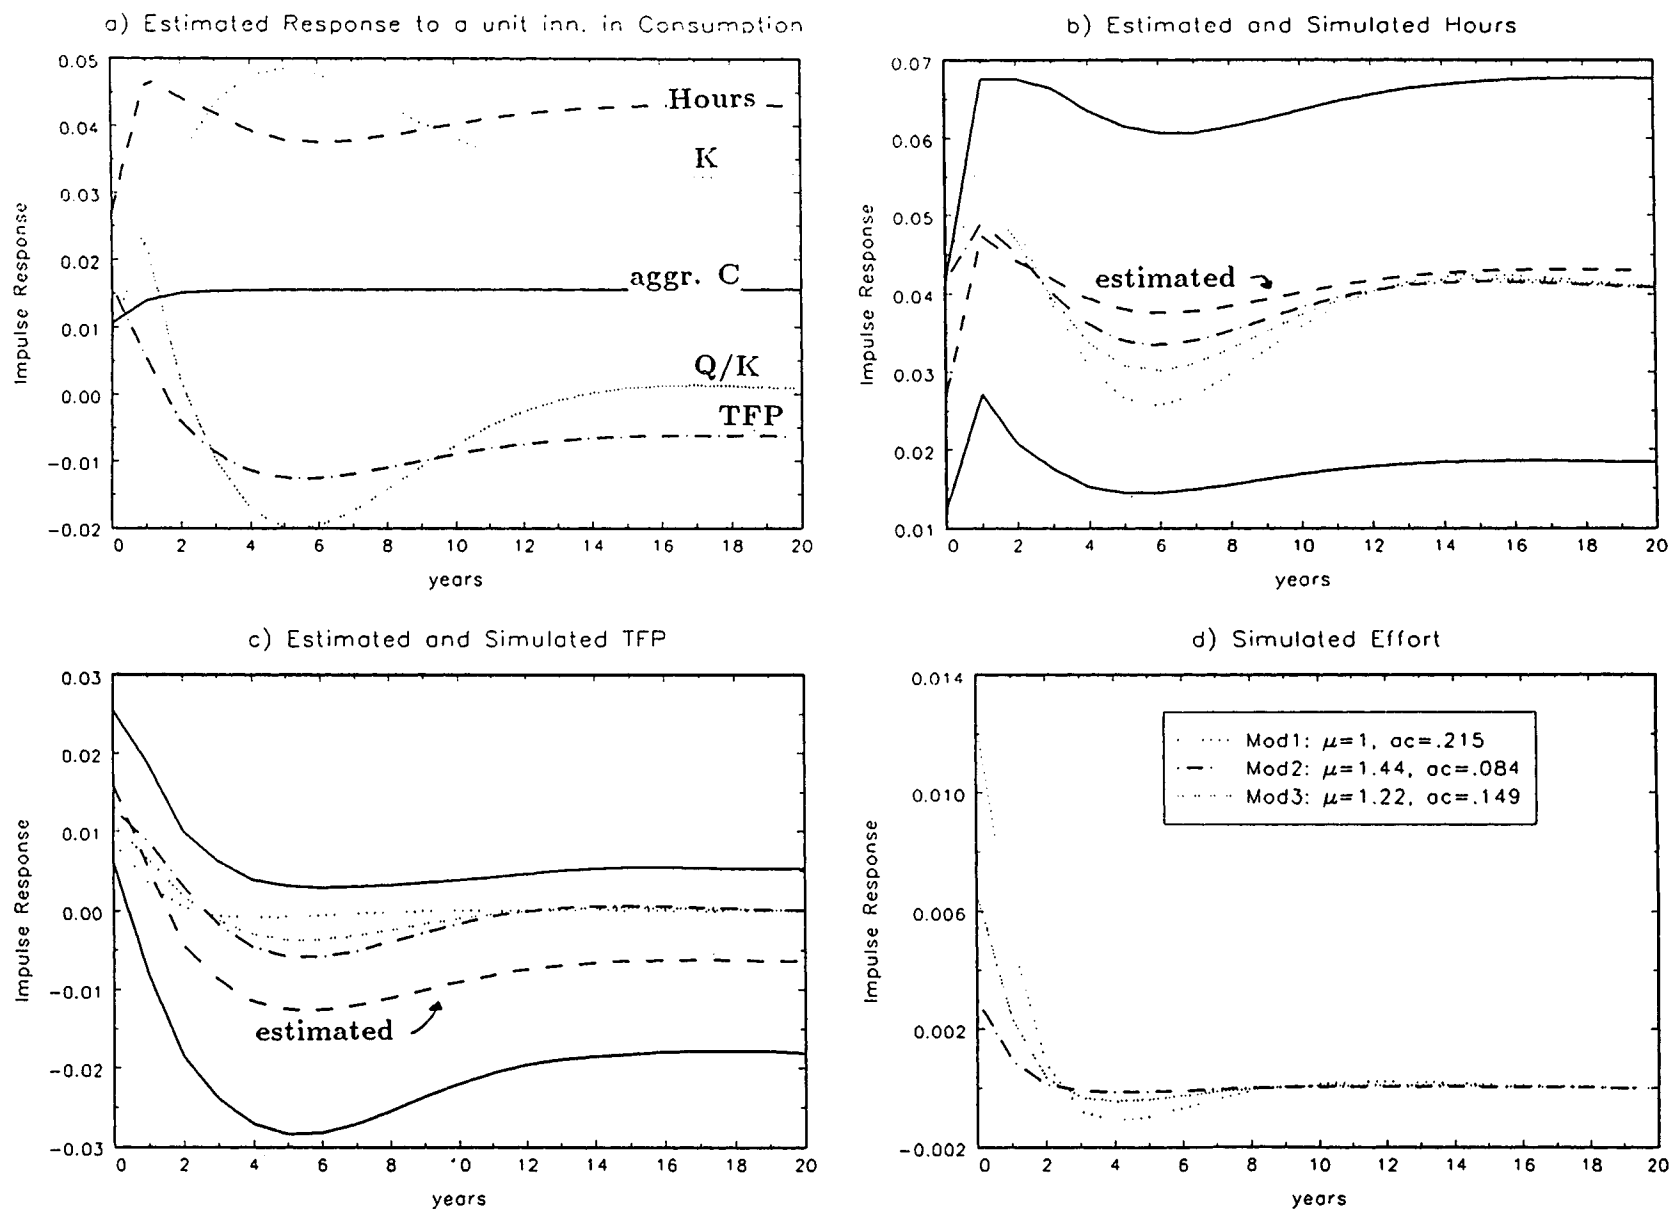 a) Estimated Response to a unit inn. in Consumption
0.05
0.04
0.03
0.02
0.01
0.00
−0.01
−0.02
Impulse Response
Hours
K
aggr. C
Q/K
TFP
0 2 4 6 8 10 12 14 16 18 20
years
b) Estimated and Simulated Hours
0.07
0.06
0.05
0.04
0.03
0.02
0.01
Impulse Response
estimated
0 2 4 6 8 10 12 14 16 18 20
years
c) Estimated and Simulated TFP
0.03
0.02
0.01
0.00
−0.01
−0.02
−0.03
Impulse Response
estimated
0 2 4 6 8 10 12 14 16 18 20
years
d) Simulated Effort
0.014
0.010
0.006
0.002
−0.002
Impulse Response
Mod1: μ=1, ac=.215
Mod2: μ=1.44, ac=.084
Mod3: μ=1.22, ac=.149
0 2 4 6 8 10 12 14 16 18 20
years